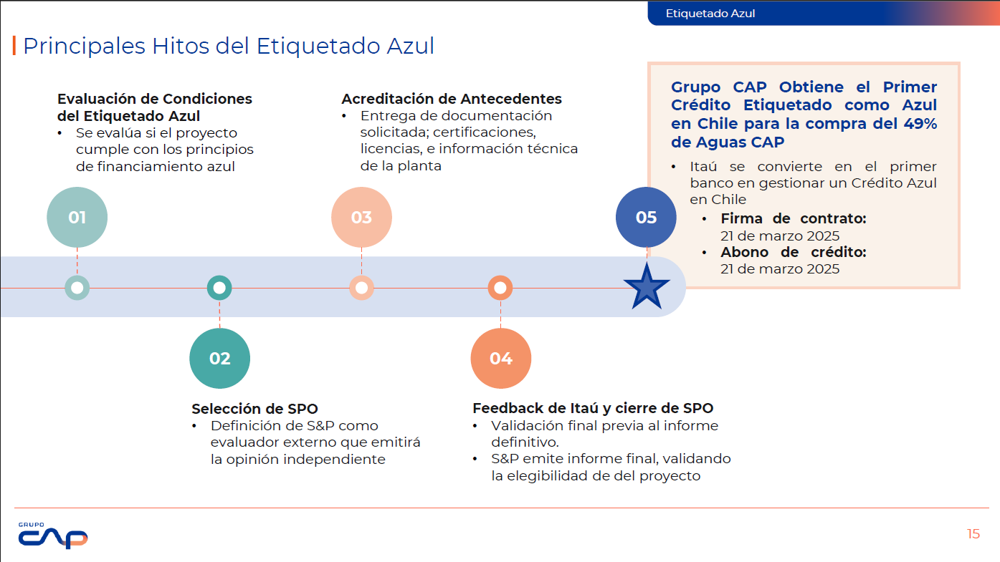 Etiquetado Azul
Principales Hitos del Etiquetado Azul
Evaluación de Condiciones
del Etiquetado Azul
• Se evalúa si el proyecto
cumple con los principios
de financiamiento azul
01
02
Selección de SPO
• Definición de S&P como
evaluador externo que emitirá
la opinión independiente
Acreditación de Antecedentes
• Entrega de documentación
solicitada; certificaciones,
licencias, e información técnica
de la planta
03
04
Feedback de Itaú y cierre de SPO
• Validación final previa al informe
definitivo.
• S&P emite informe final, validando
la elegibilidad de del proyecto
05
Grupo CAP Obtiene el Primer
Crédito Etiquetado como Azul
en Chile para la compra del 49%
de Aguas CAP
• Itaú se convierte en el primer
banco en gestionar un Crédito Azul
en Chile
• Firma de contrato:
21 de marzo 2025
• Abono de crédito:
21 de marzo 2025
GRUPO
CAP
15